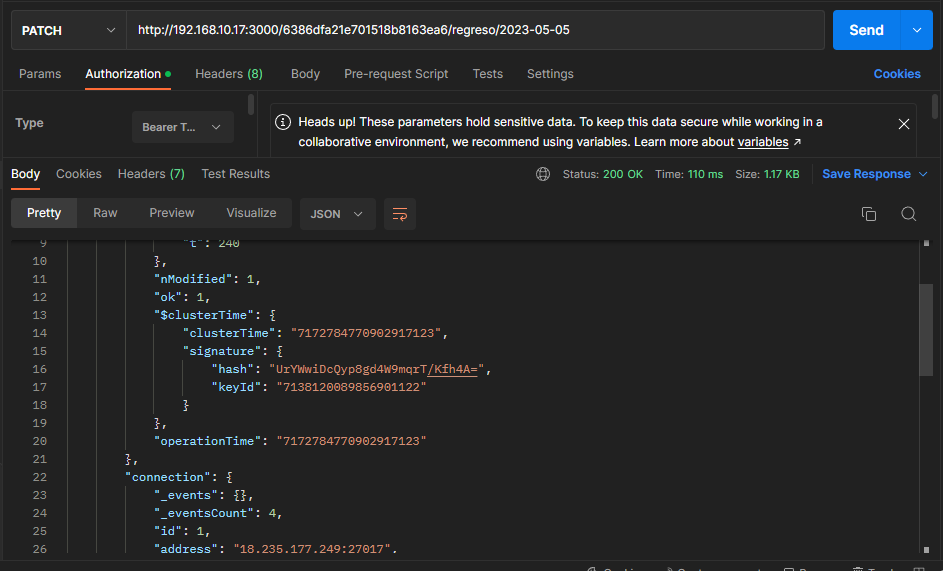 PATCH http://192.168.10.17:3000/6386dfa21e701518b8163ea6/regreso/2023-05-05 Send
Params Authorization Headers (8) Body Pre-request Script Tests Settings Cookies
Type Bearer T...
Heads up! These parameters hold sensitive data. To keep this data secure while working in a
collaborative environment, we recommend using variables. Learn more about variables ↗
Body Cookies Headers (7) Test Results Status: 200 OK Time: 110 ms Size: 1.17 KB Save Response
Pretty Raw Preview Visualize JSON
9 "t": 240
10 },
11 "nModified": 1,
12 "ok": 1,
13 "$clusterTime": {
14 "clusterTime": "7172784770902917123",
15 "signature": {
16 "hash": "UrYWwiDcQyp8gd4W9mqrT/Kfh4A=",
17 "keyId": "7138120089856901122"
18 }
19 },
20 "operationTime": "7172784770902917123"
21 },
22 "connection": {
23 "_events": {},
24 "_eventsCount": 4,
25 "id": 1,
26 "address": "18.235.177.249:27017",